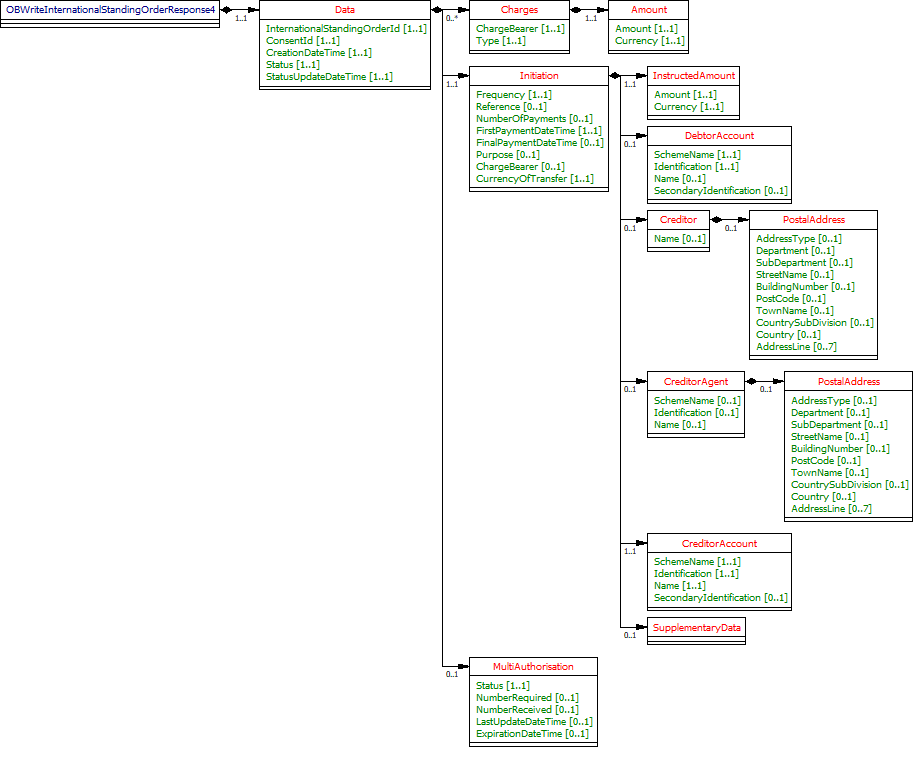 OBWriteInternationalStandingOrderResponse4
1..1
Data
InternationalStandingOrderId [1..1]
ConsentId [1..1]
CreationDateTime [1..1]
Status [1..1]
StatusUpdateDateTime [1..1]
0..*
Charges
ChargeBearer [1..1]
Type [1..1]
1..1
Amount
Amount [1..1]
Currency [1..1]
1..1
Initiation
Frequency [1..1]
Reference [0..1]
NumberOfPayments [0..1]
FirstPaymentDateTime [1..1]
FinalPaymentDateTime [0..1]
Purpose [0..1]
ChargeBearer [0..1]
CurrencyOfTransfer [1..1]
1..1
InstructedAmount
Amount [1..1]
Currency [1..1]
0..1
DebtorAccount
SchemeName [1..1]
Identification [1..1]
Name [0..1]
SecondaryIdentification [0..1]
0..1
Creditor
Name [0..1]
0..1
PostalAddress
AddressType [0..1]
Department [0..1]
SubDepartment [0..1]
StreetName [0..1]
BuildingNumber [0..1]
PostCode [0..1]
TownName [0..1]
CountrySubDivision [0..1]
Country [0..1]
AddressLine [0..7]
0..1
CreditorAgent
SchemeName [0..1]
Identification [0..1]
Name [0..1]
0..1
PostalAddress
AddressType [0..1]
Department [0..1]
SubDepartment [0..1]
StreetName [0..1]
BuildingNumber [0..1]
PostCode [0..1]
TownName [0..1]
CountrySubDivision [0..1]
Country [0..1]
AddressLine [0..7]
1..1
CreditorAccount
SchemeName [1..1]
Identification [1..1]
Name [1..1]
SecondaryIdentification [0..1]
0..1
SupplementaryData
0..1
MultiAuthorisation
Status [1..1]
NumberRequired [0..1]
NumberReceived [0..1]
LastUpdateDateTime [0..1]
ExpirationDateTime [0..1]